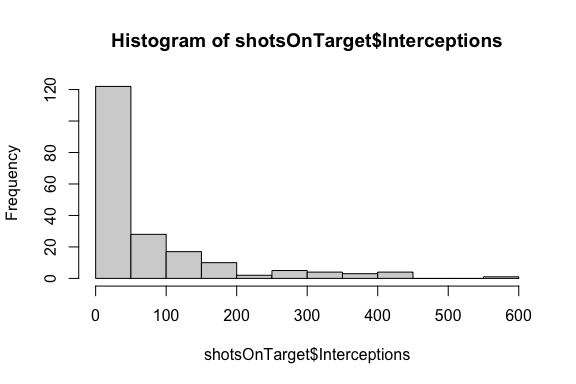 Histogram of shotsOnTarget$Interceptions
Frequency
120
80
60
40
20
0
0 100 200 300 400 500 600
shotsOnTarget$Interceptions